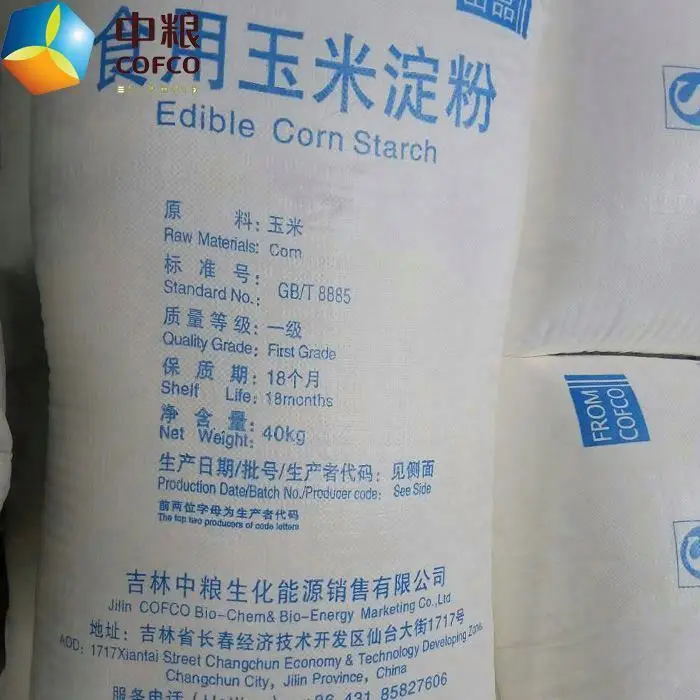 中粮
COFCO
出品
食用玉米淀粉
Edible Corn Starch
原 料: 玉米
Raw Materials: Corn
标 准 号: GB/T 8885
Standard No.:
质量等级: 一级
Quality Grade: First Grade
保 质 期: 18个月
Shelf Life: 18months
净 含 量: 40kg
Net Weight:
生产日期/批号/生产者代码: 见侧面
Production Date/Batch No./Producer code: See Side
前两位字母为生产者代码
The top two producers of code letters
吉林中粮生化能源销售有限公司
Jilin COFCO Bio-Chem& Bio-Energy Marketing Co.,Ltd
地址: 吉林省长春经济技术开发区仙台大街1717号
ADD: 1717Xiantai Street Changchun Economy & Technology Developing Zone,
Changchun City, Jilin Province, China
服务电话 86 431 85827606
FROM
COFCO